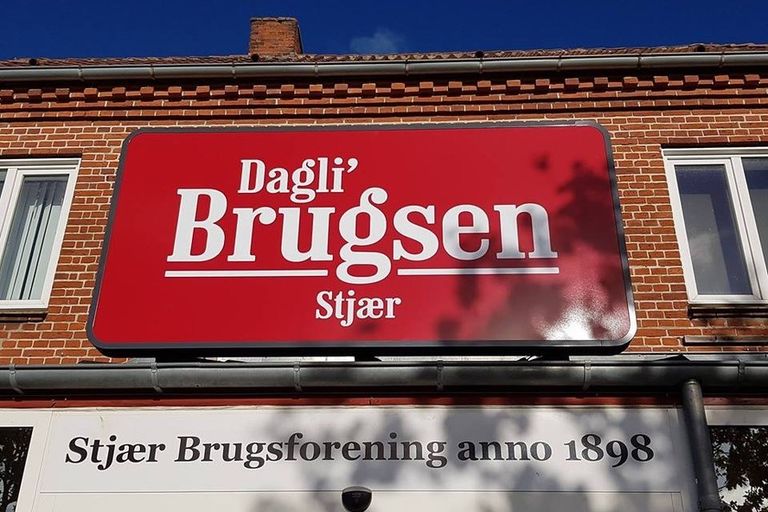 Dagli'
Brugsen
Stjær
Stjær Brugsforening anno 1898